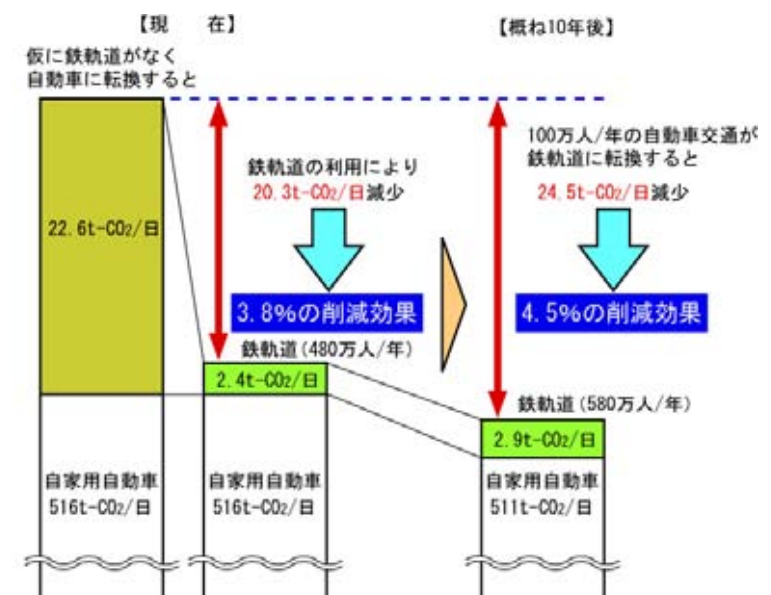 【現　在】
【概ね10年後】
仮に鉄軌道がなく
自動車に転換すると
100万人/年の自動車交通が
鉄軌道に転換すると
鉄軌道の利用により
20.3t-CO2/日減少
24.5t-CO2/日減少
22.6t-CO2/日
3.8%の削減効果
4.5%の削減効果
鉄軌道(480万人/年)
2.4t-CO2/日
鉄軌道(580万人/年)
2.9t-CO2/日
自家用自動車
516t-CO2/日
自家用自動車
516t-CO2/日
自家用自動車
511t-CO2/日